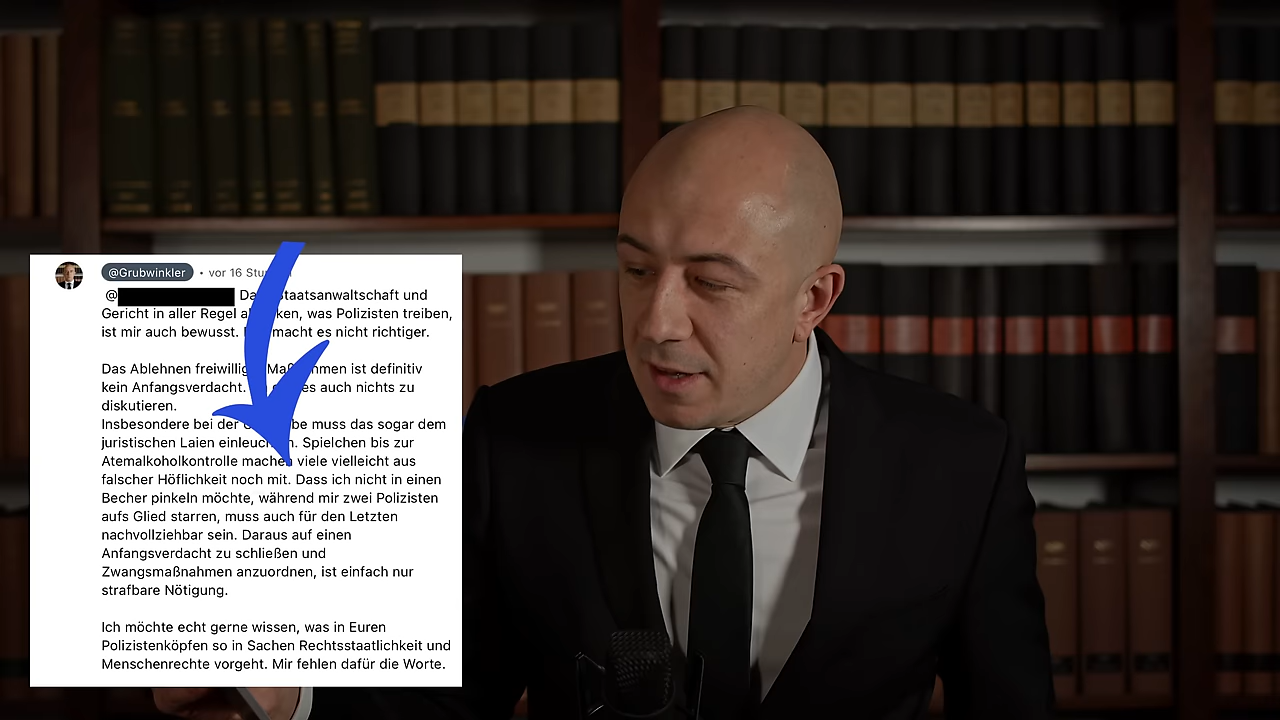 @Grubwinkler • vor 16 Stu
@ Da Staatsanwaltschaft und
Gericht in aller Regel a ken, was Polizisten treiben,
ist mir auch bewusst. macht es nicht richtiger.
Das Ablehnen freiwillig Maß men ist definitiv
kein Anfangsverdacht. es auch nichts zu
diskutieren.
Insbesondere bei der be muss das sogar dem
juristischen Laien einleuch n. Spielchen bis zur
Atemalkoholkontrolle machen viele vielleicht aus
falscher Höflichkeit noch mit. Dass ich nicht in einen
Becher pinkeln möchte, während mir zwei Polizisten
aufs Glied starren, muss auch für den Letzten
nachvollziehbar sein. Daraus auf einen
Anfangsverdacht zu schließen und
Zwangsmaßnahmen anzuordnen, ist einfach nur
strafbare Nötigung.
Ich möchte echt gerne wissen, was in Euren
Polizistenköpfen so in Sachen Rechtsstaatlichkeit und
Menschenrechte vorgeht. Mir fehlen dafür die Worte.